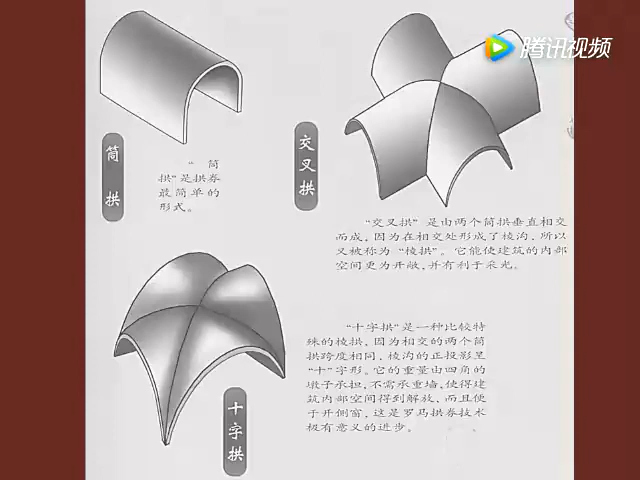 腾讯视频
筒拱
"筒
拱"是拱券
最简单的
形式。
交叉拱
"交叉拱" 是由两个筒拱垂直相交
而成，因为在相交处形成了棱沟，所以
又被称为 "棱拱"。它能使建筑的内部
空间更为开敞，并有利于采光。
十字拱
"十字拱"是一种比较特
殊的棱拱，因为相交的两个筒
拱跨度相同，棱沟的正投影呈
"十"字形。它的重量由四角的
墩子承担，不需承重墙，使得建
筑内部空间得到解放，而且便
于开侧窗，这是罗马拱券技术
极有意义的进步。